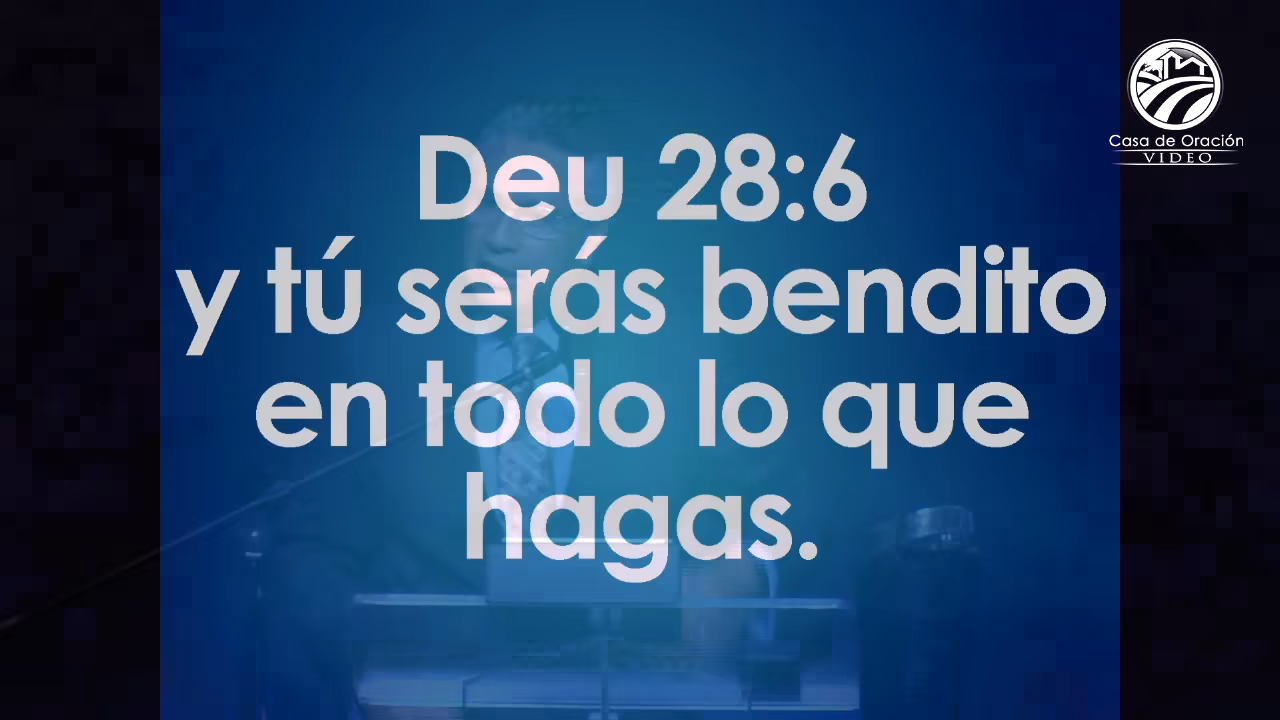 Deu 28:6
y tú serás bendito
en todo lo que
hagas.
Casa de Oración
VIDEO